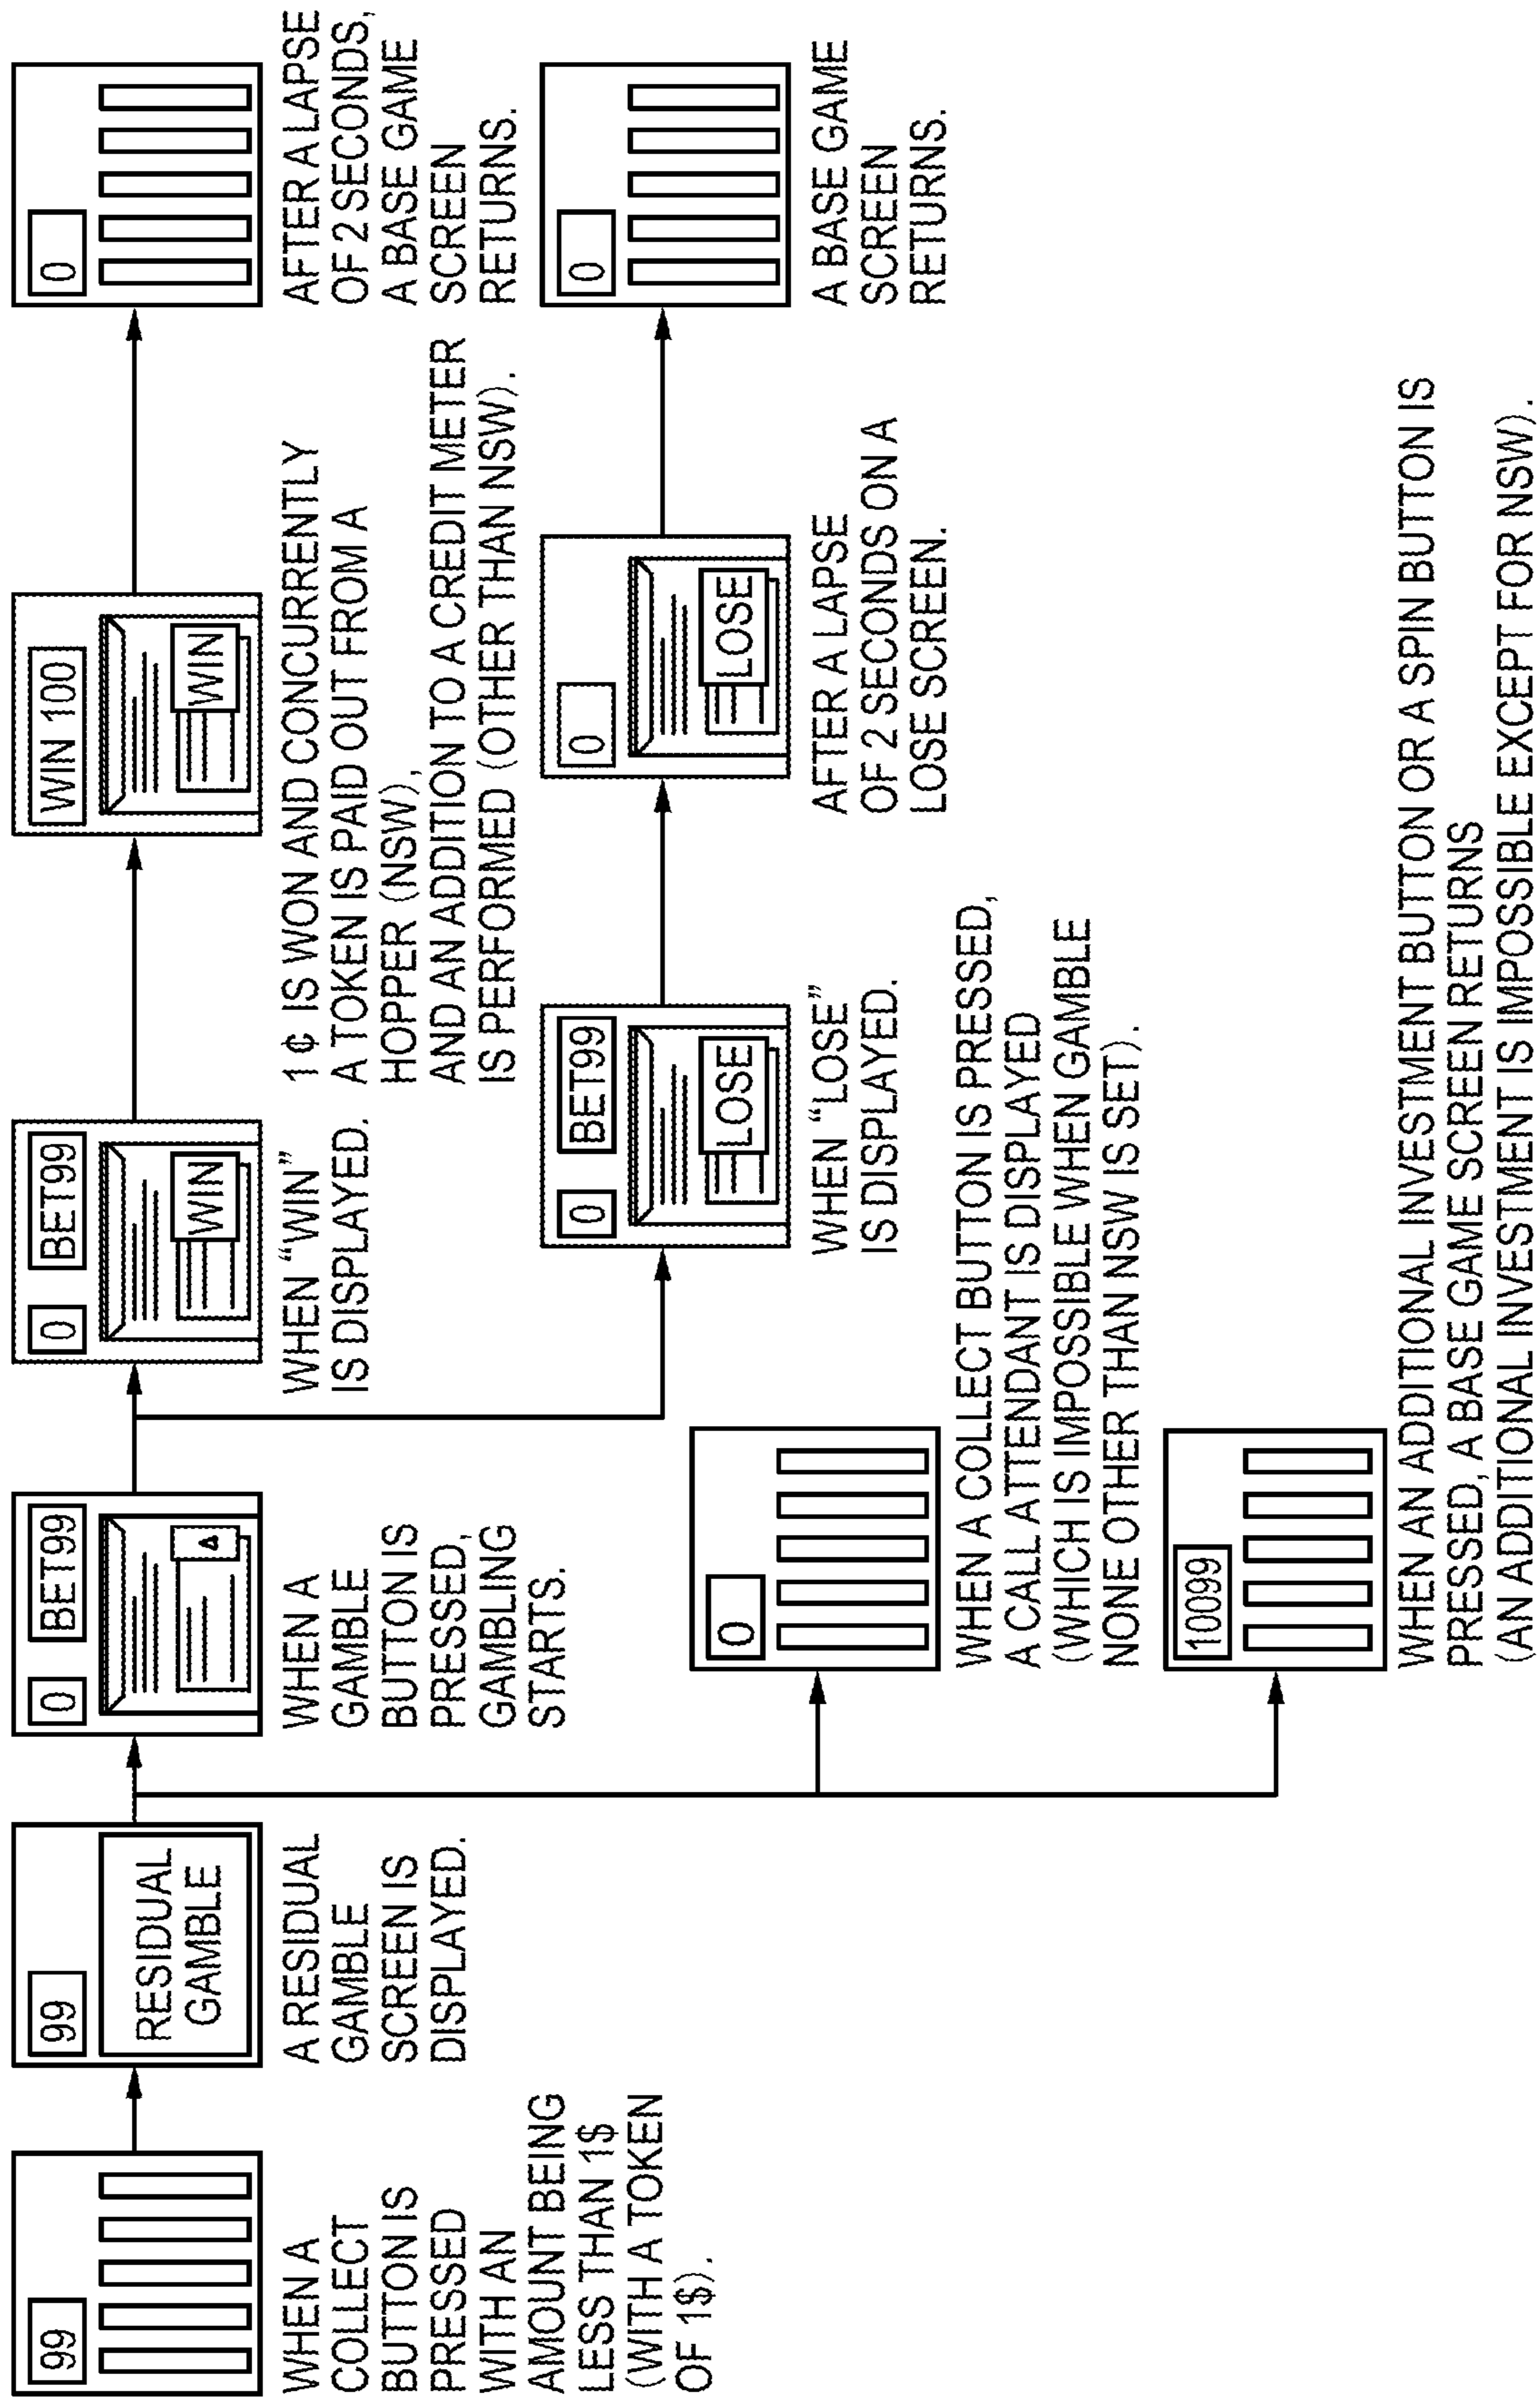 99
WHEN A
COLLECT
BUTTON IS
PRESSED
WITH AN
AMOUNT BEING
LESS THAN 1$
(WITH A TOKEN
OF 1$).
99
RESIDUAL
GAMBLE
A RESIDUAL
GAMBLE
SCREEN IS
DISPLAYED.
0 BET99
WHEN A
GAMBLE
BUTTON IS
PRESSED,
GAMBLING
STARTS.
0 BET99
WIN
WHEN “WIN”
IS DISPLAYED.
WIN 100
WIN
1¢ IS WON AND CONCURRENTLY
A TOKEN IS PAID OUT FROM A
HOPPER (NSW),
AND AN ADDITION TO A CREDIT METER
IS PERFORMED (OTHER THAN NSW).
0
AFTER A LAPSE
OF 2 SECONDS,
A BASE GAME
SCREEN
RETURNS.
0 BET99
LOSE
WHEN “LOSE”
IS DISPLAYED.
0
LOSE
AFTER A LAPSE
OF 2 SECONDS ON A
LOSE SCREEN.
0
A BASE GAME
SCREEN
RETURNS.
0
WHEN A COLLECT BUTTON IS PRESSED,
A CALL ATTENDANT IS DISPLAYED
(WHICH IS IMPOSSIBLE WHEN GAMBLE
NONE OTHER THAN NSW IS SET).
10099
WHEN AN ADDITIONAL INVESTMENT BUTTON OR A SPIN BUTTON IS
PRESSED, A BASE GAME SCREEN RETURNS
(AN ADDITIONAL INVESTMENT IS IMPOSSIBLE EXCEPT FOR NSW).